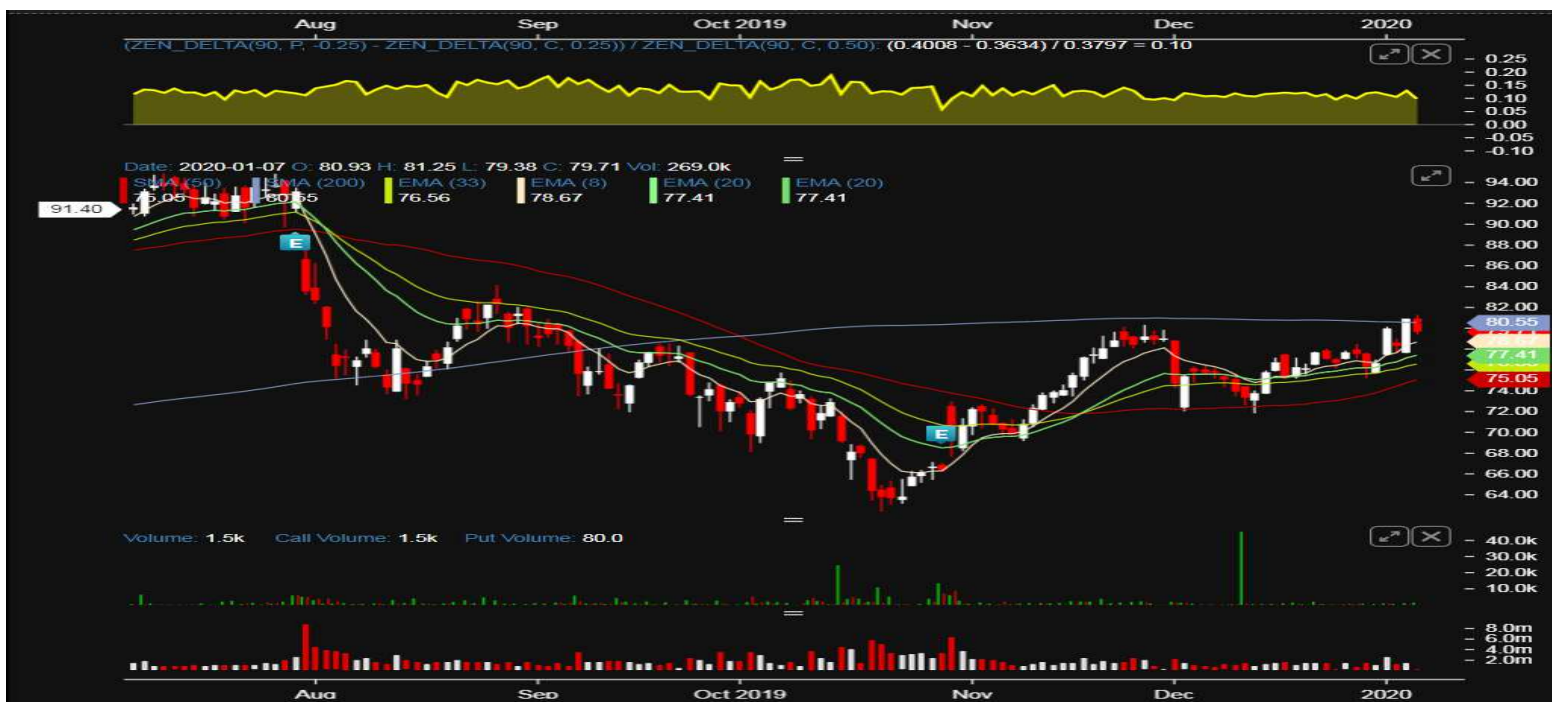 Aug Sep Oct 2019 Nov Dec 2020
(ZEN_DELTA(90, P, -0.25) - ZEN_DELTA(90, C, 0.25)) / ZEN_DELTA(90, C, 0.50): (0.4008 - 0.3634) / 0.3797 = 0.10
0.25
0.20
0.15
0.10
0.05
0.00
-0.05
-0.10
Date: 2020-01-07 O: 80.93 H: 81.25 L: 79.38 C: 79.71 Vol: 269.0k
SMA (50) SMA (200) EMA (33) EMA (8) EMA (20) EMA (20)
75.05 80.55 76.56 78.67 77.41 77.41
94.00
92.00
91.40
90.00
88.00
E
86.00
84.00
82.00
80.55
78.67
77.41
75.05
74.00
72.00
70.00
E
68.00
66.00
64.00
Volume: 1.5k Call Volume: 1.5k Put Volume: 80.0
40.0k
30.0k
20.0k
10.0k
8.0m
6.0m
4.0m
2.0m
Aug Sep Oct 2019 Nov Dec 2020